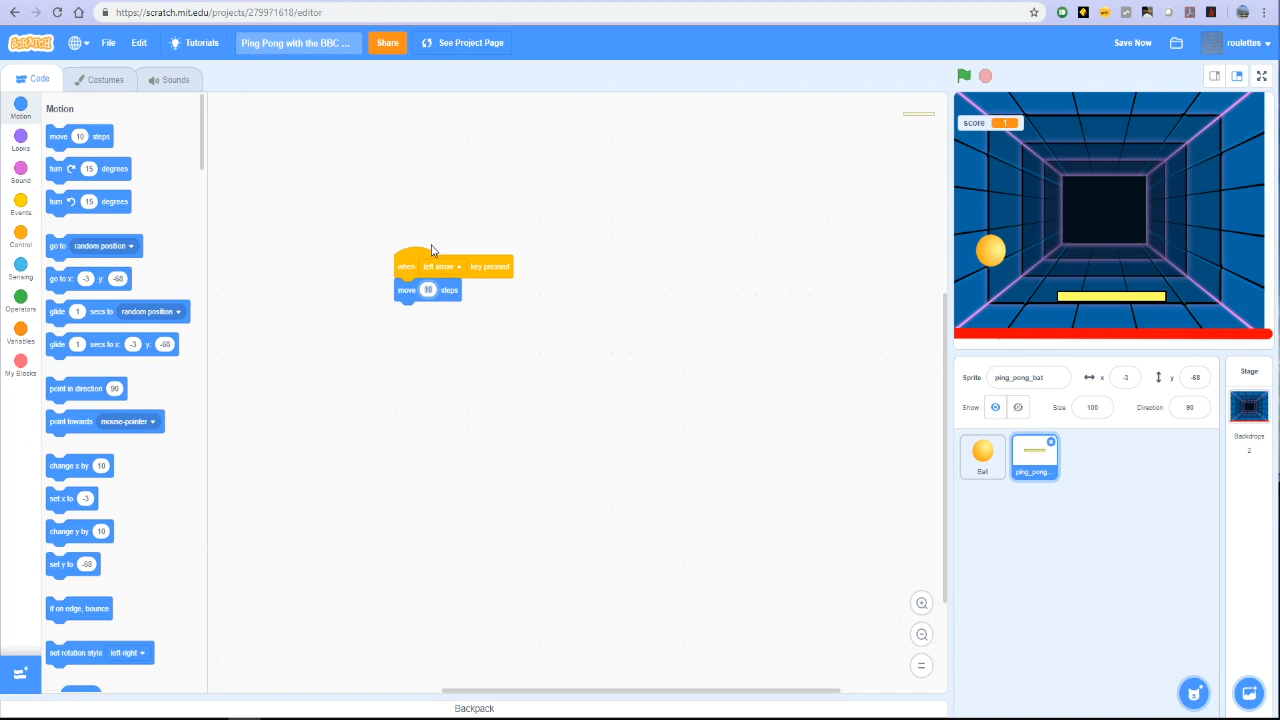 https://scratch.mit.edu/projects/279971618/editor
SCRATCH File Edit Tutorials Ping Pong with the BBC ... Share See Project Page Save Now roulettes
Code Costumes Sounds
Motion
Looks
Sound
Events
Control
Sensing
Operators
Variables
My Blocks
Motion
move 10 steps
turn 15 degrees
turn 15 degrees
go to random position
go to x: -3 y: -68
glide 1 secs to random position
glide 1 secs to x: -3 y: -68
point in direction 90
point towards mouse-pointer
change x by 10
set x to -3
change y by 10
set y to -68
if on edge, bounce
set rotation style left-right
when left arrow key pressed
move 10 steps
score 1
Sprite ping_pong_bat x -3 y -68
Show Size 100 Direction 90
Ball
ping_pong...
Stage
Backdrops
2
Backpack